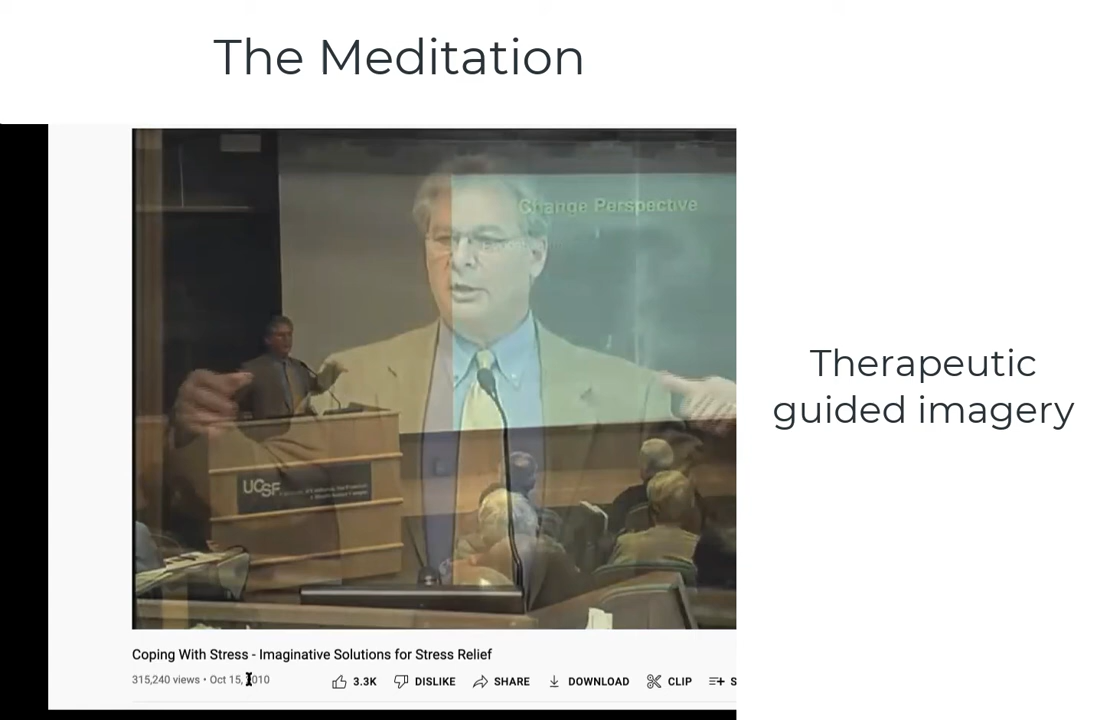 The Meditation
Change Perspective
UCSF
Therapeutic
guided imagery
Coping With Stress - Imaginative Solutions for Stress Relief
315,240 views • Oct 15, 2010
3.3K DISLIKE SHARE DOWNLOAD CLIP S